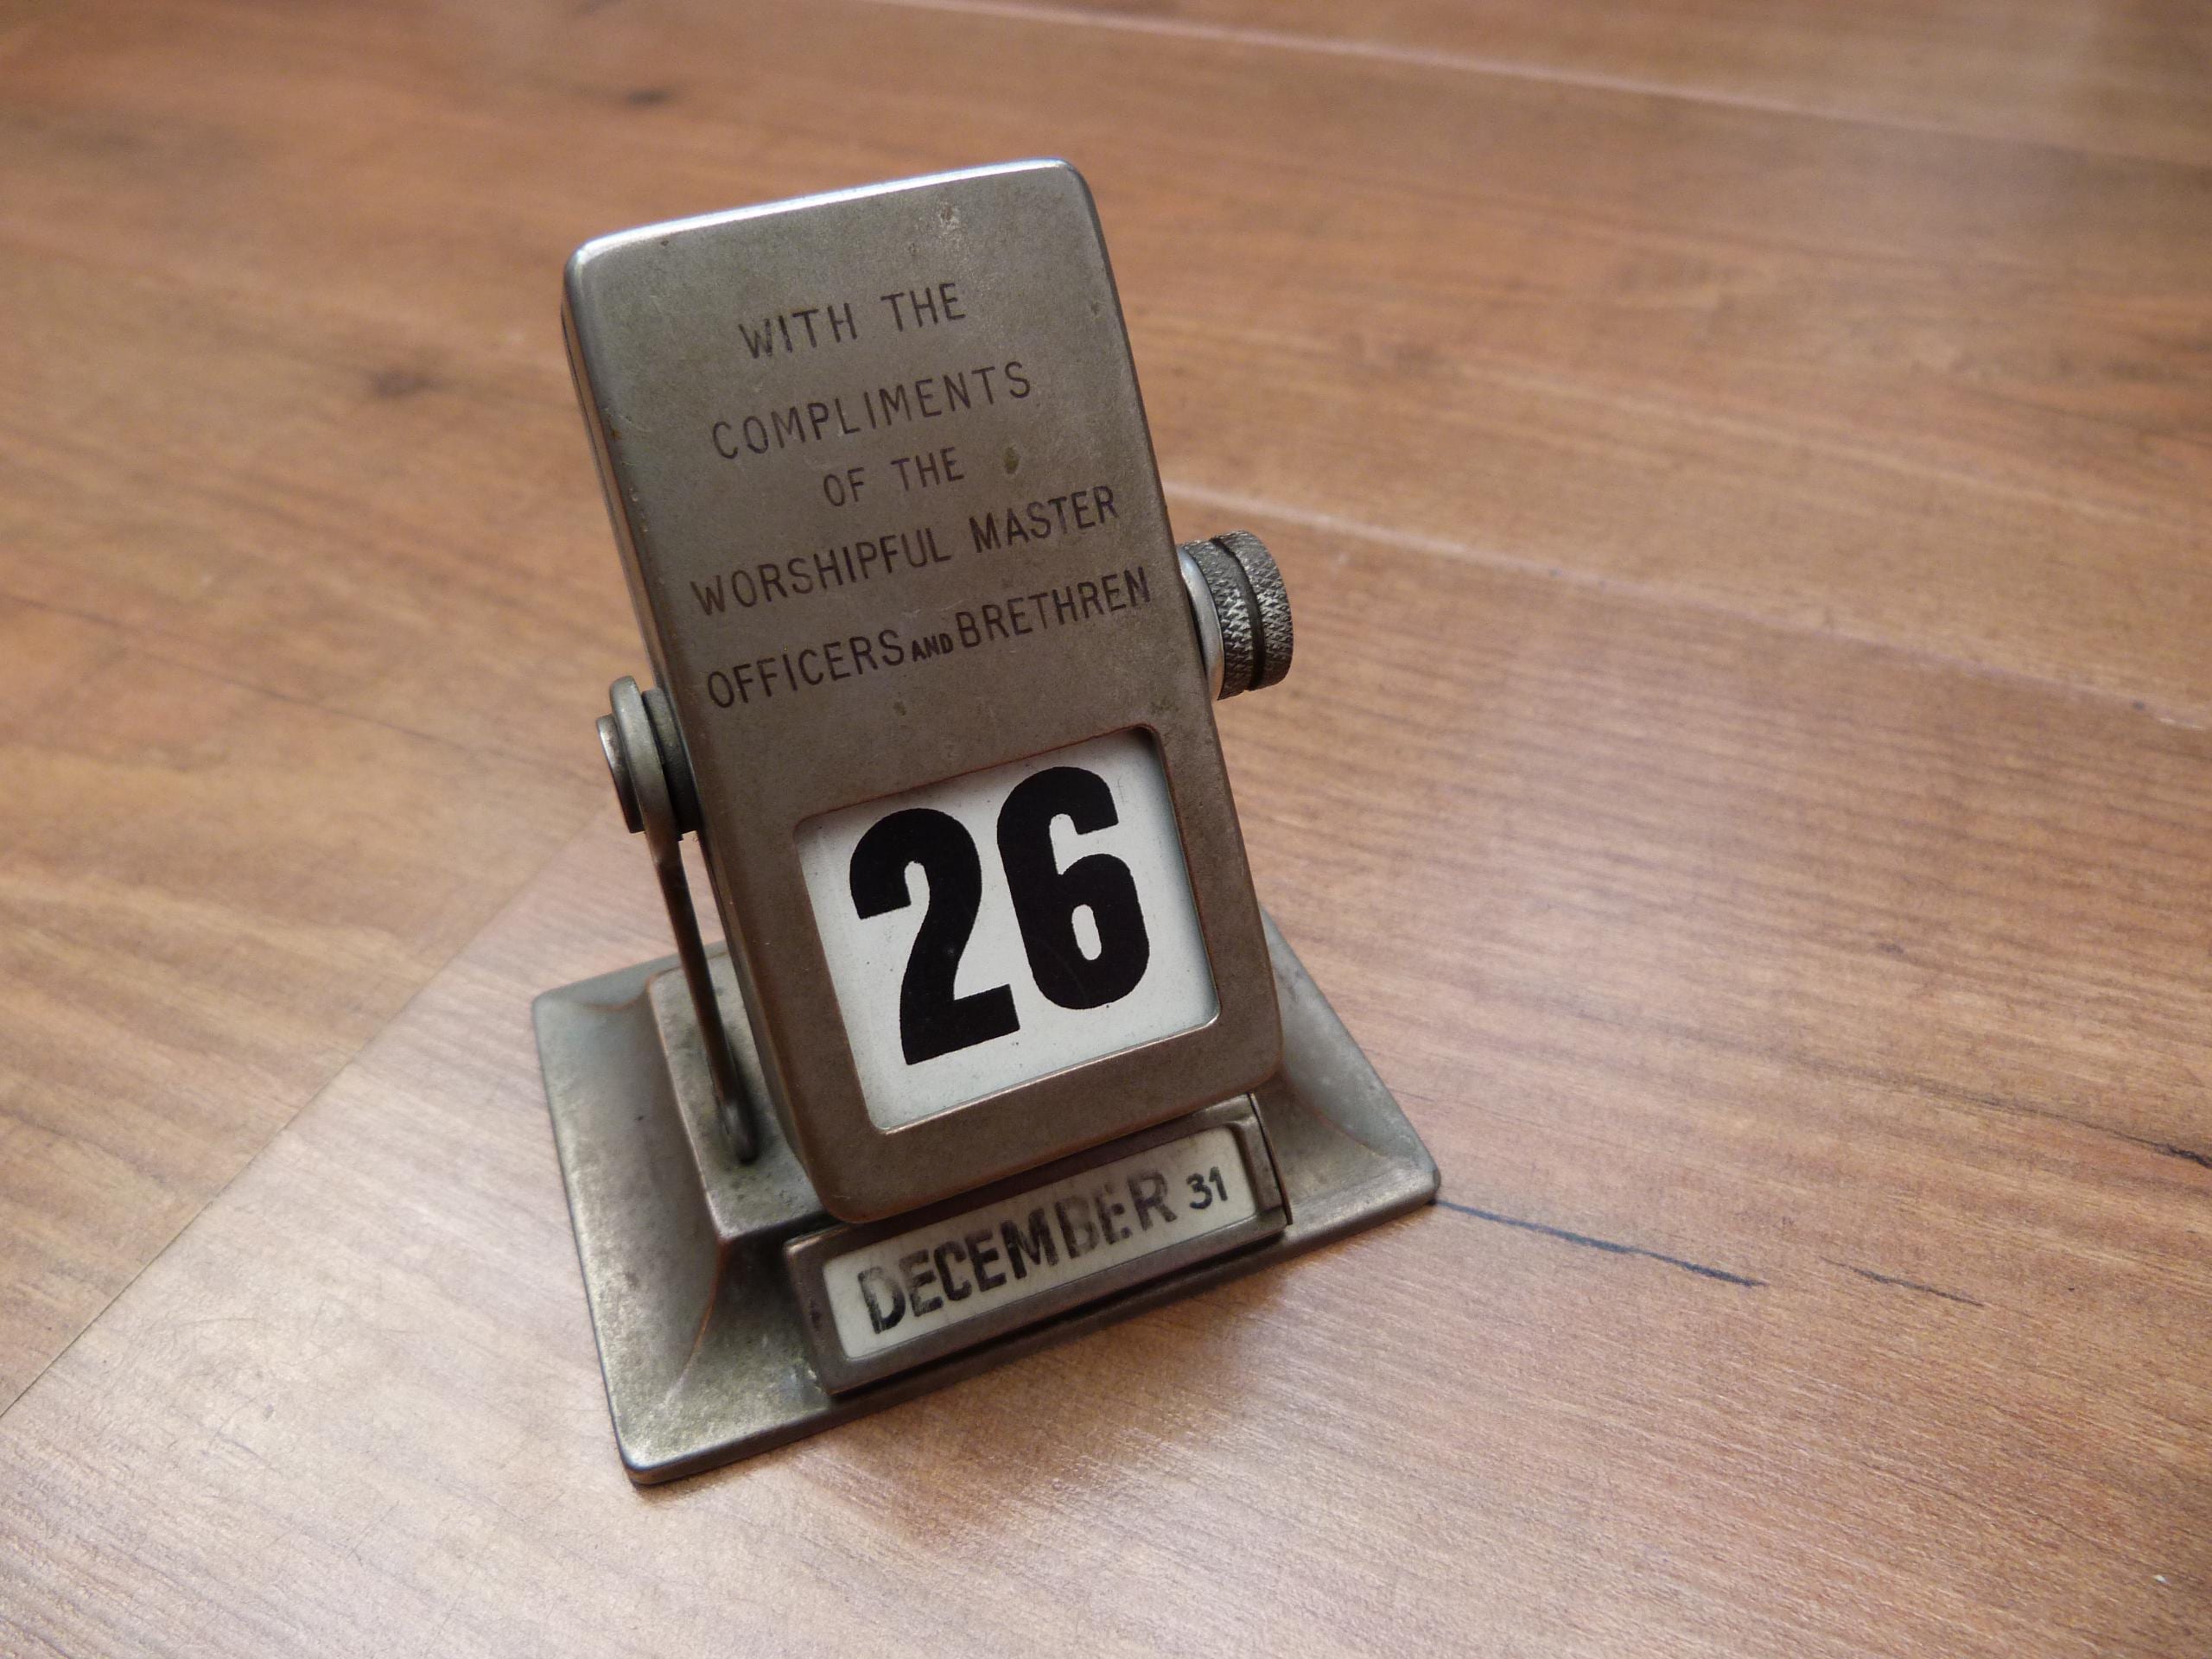 WITH THE
COMPLIMENTS
OF THE
WORSHIPFUL MASTER
OFFICERS AND BRETHREN
26
DECEMBER 31